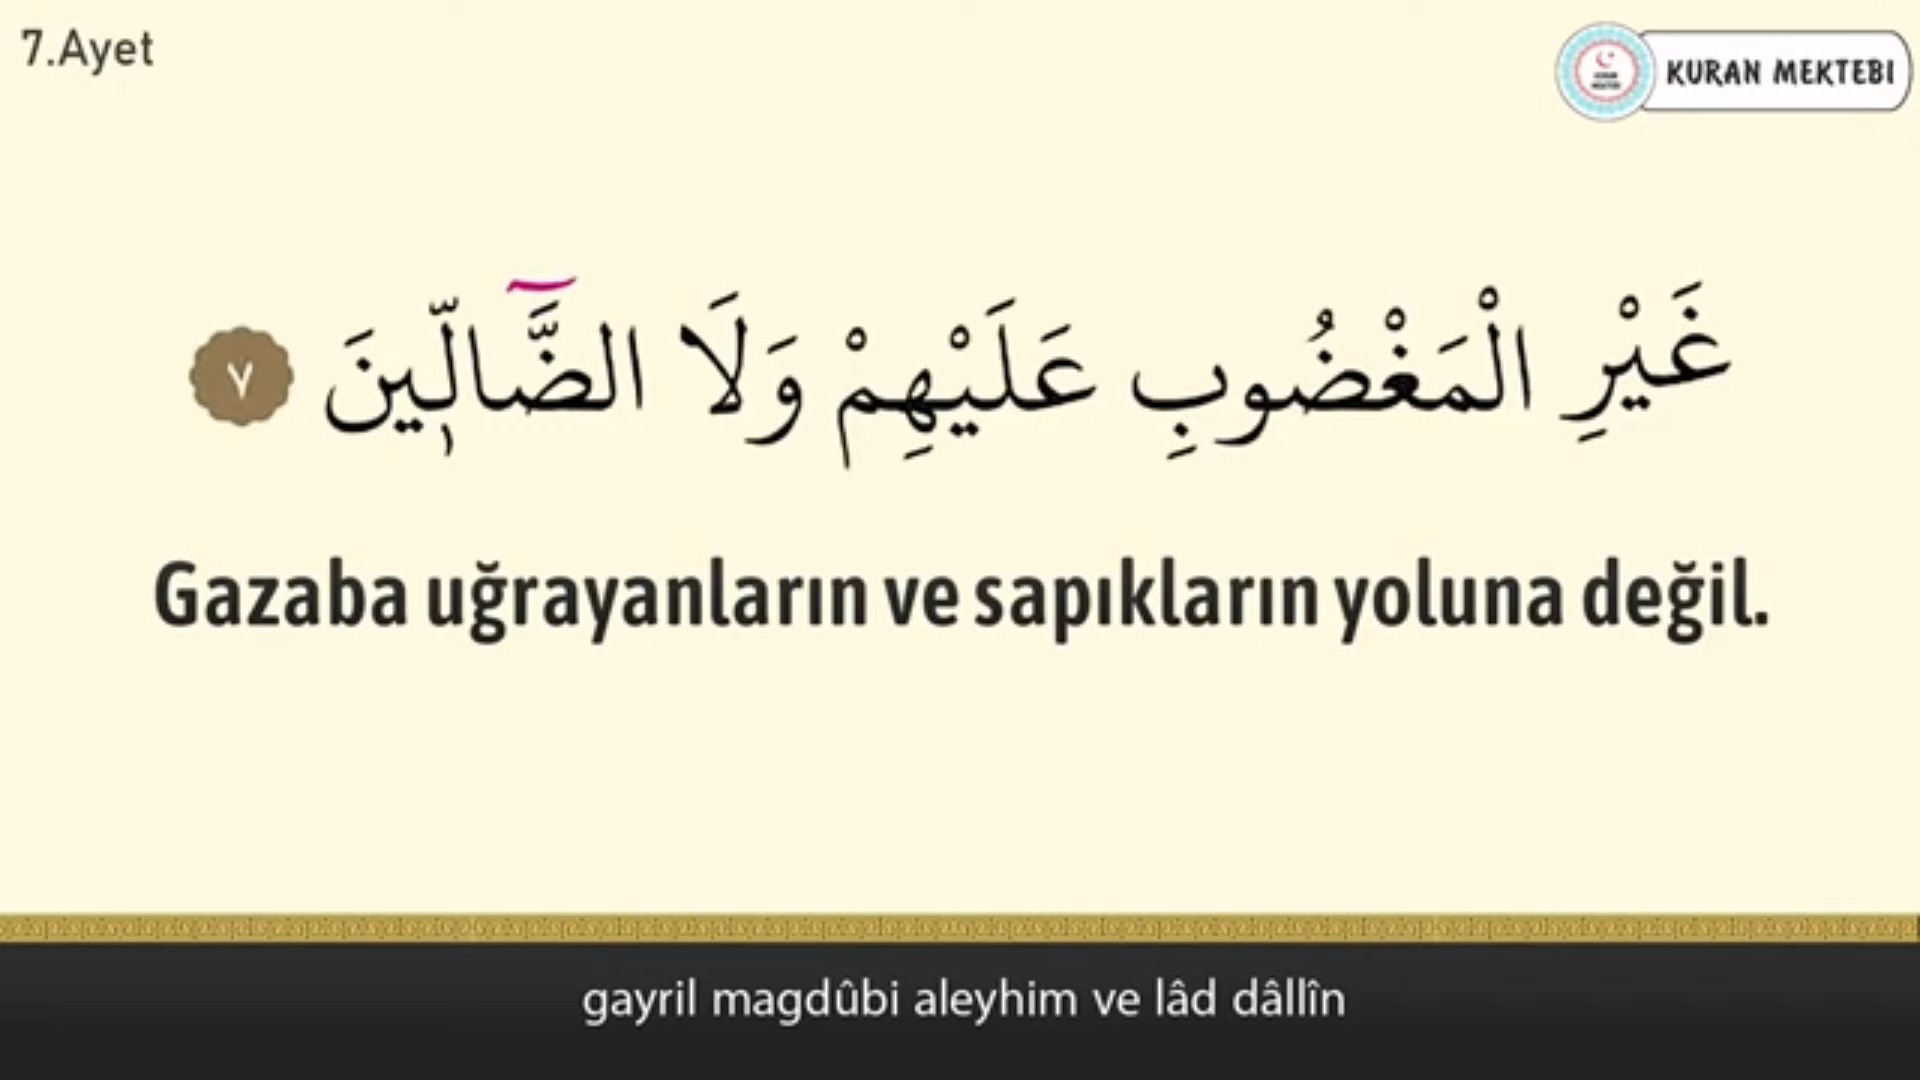 7.Ayet
KURAN MEKTEBI
غَيْرِ الْمَغْضُوبِ عَلَيْهِمْ وَلَا الضَّٓالّٖينَ ٧
Gazaba uğrayanların ve sapıkların yoluna değil.
gayril magdûbi aleyhim ve lâd dâllîn